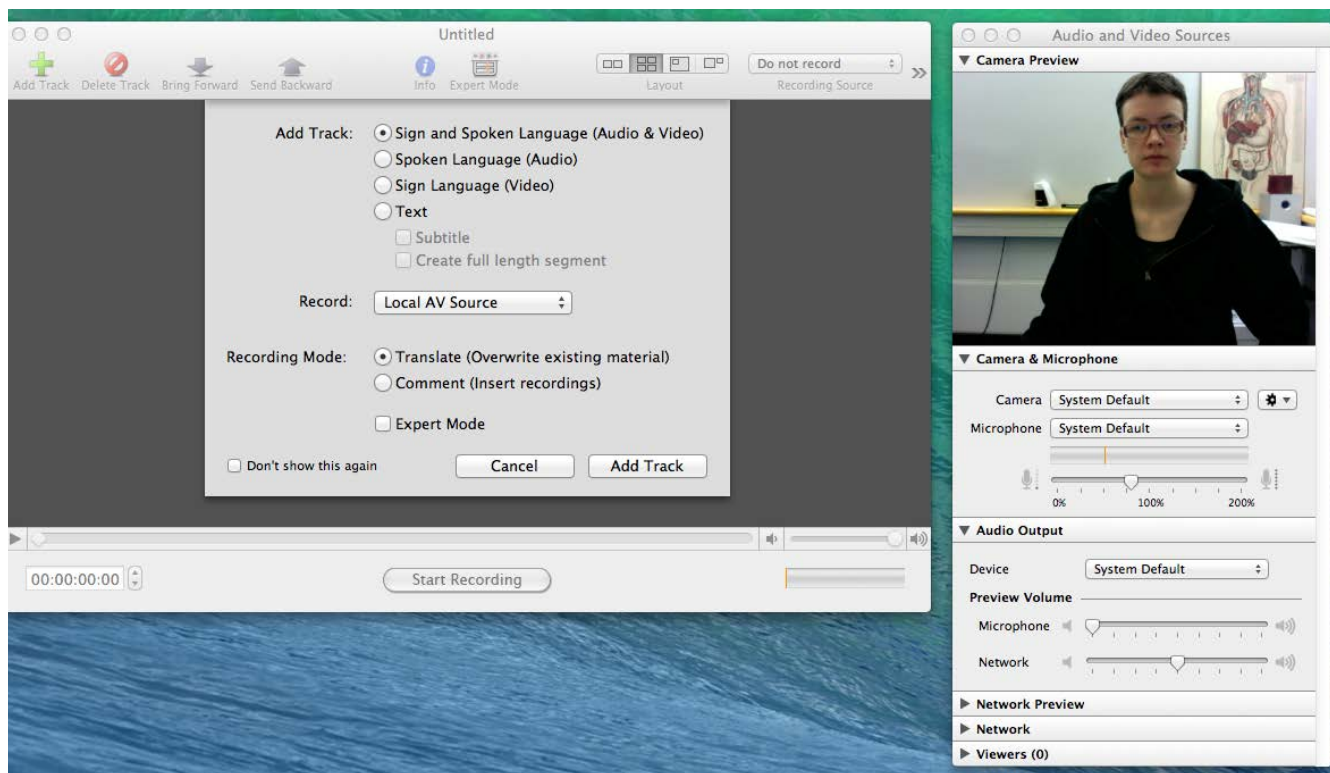 Untitled
Add Track Delete Track Bring Forward Send Backward Info Expert Mode Layout Do not record Recording Source
Add Track: Sign and Spoken Language (Audio & Video)
Spoken Language (Audio)
Sign Language (Video)
Text
Subtitle
Create full length segment
Record: Local AV Source
Recording Mode: Translate (Overwrite existing material)
Comment (Insert recordings)
Expert Mode
Don't show this again Cancel Add Track
00:00:00:00 Start Recording
Audio and Video Sources
Camera Preview
Camera & Microphone
Camera System Default
Microphone System Default
0% 100% 200%
Audio Output
Device System Default
Preview Volume
Microphone
Network
Network Preview
Network
Viewers (0)